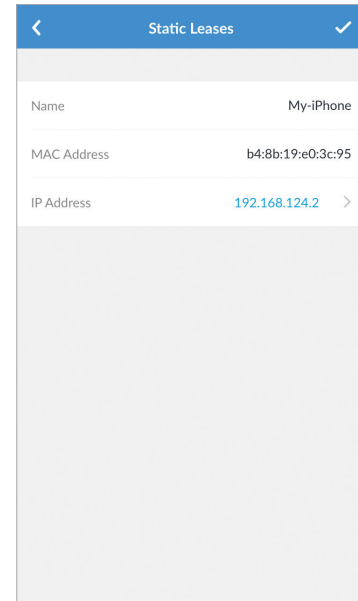 Static Leases
Name My-iPhone
MAC Address b4:8b:19:e0:3c:95
IP Address 192.168.124.2